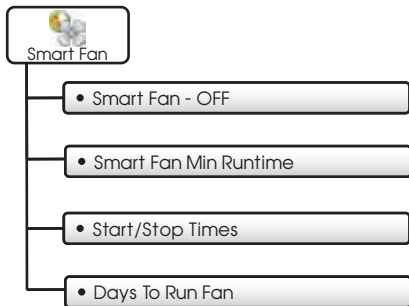 Smart Fan
• Smart Fan - OFF
• Smart Fan Min Runtime
• Start/Stop Times
• Days To Run Fan